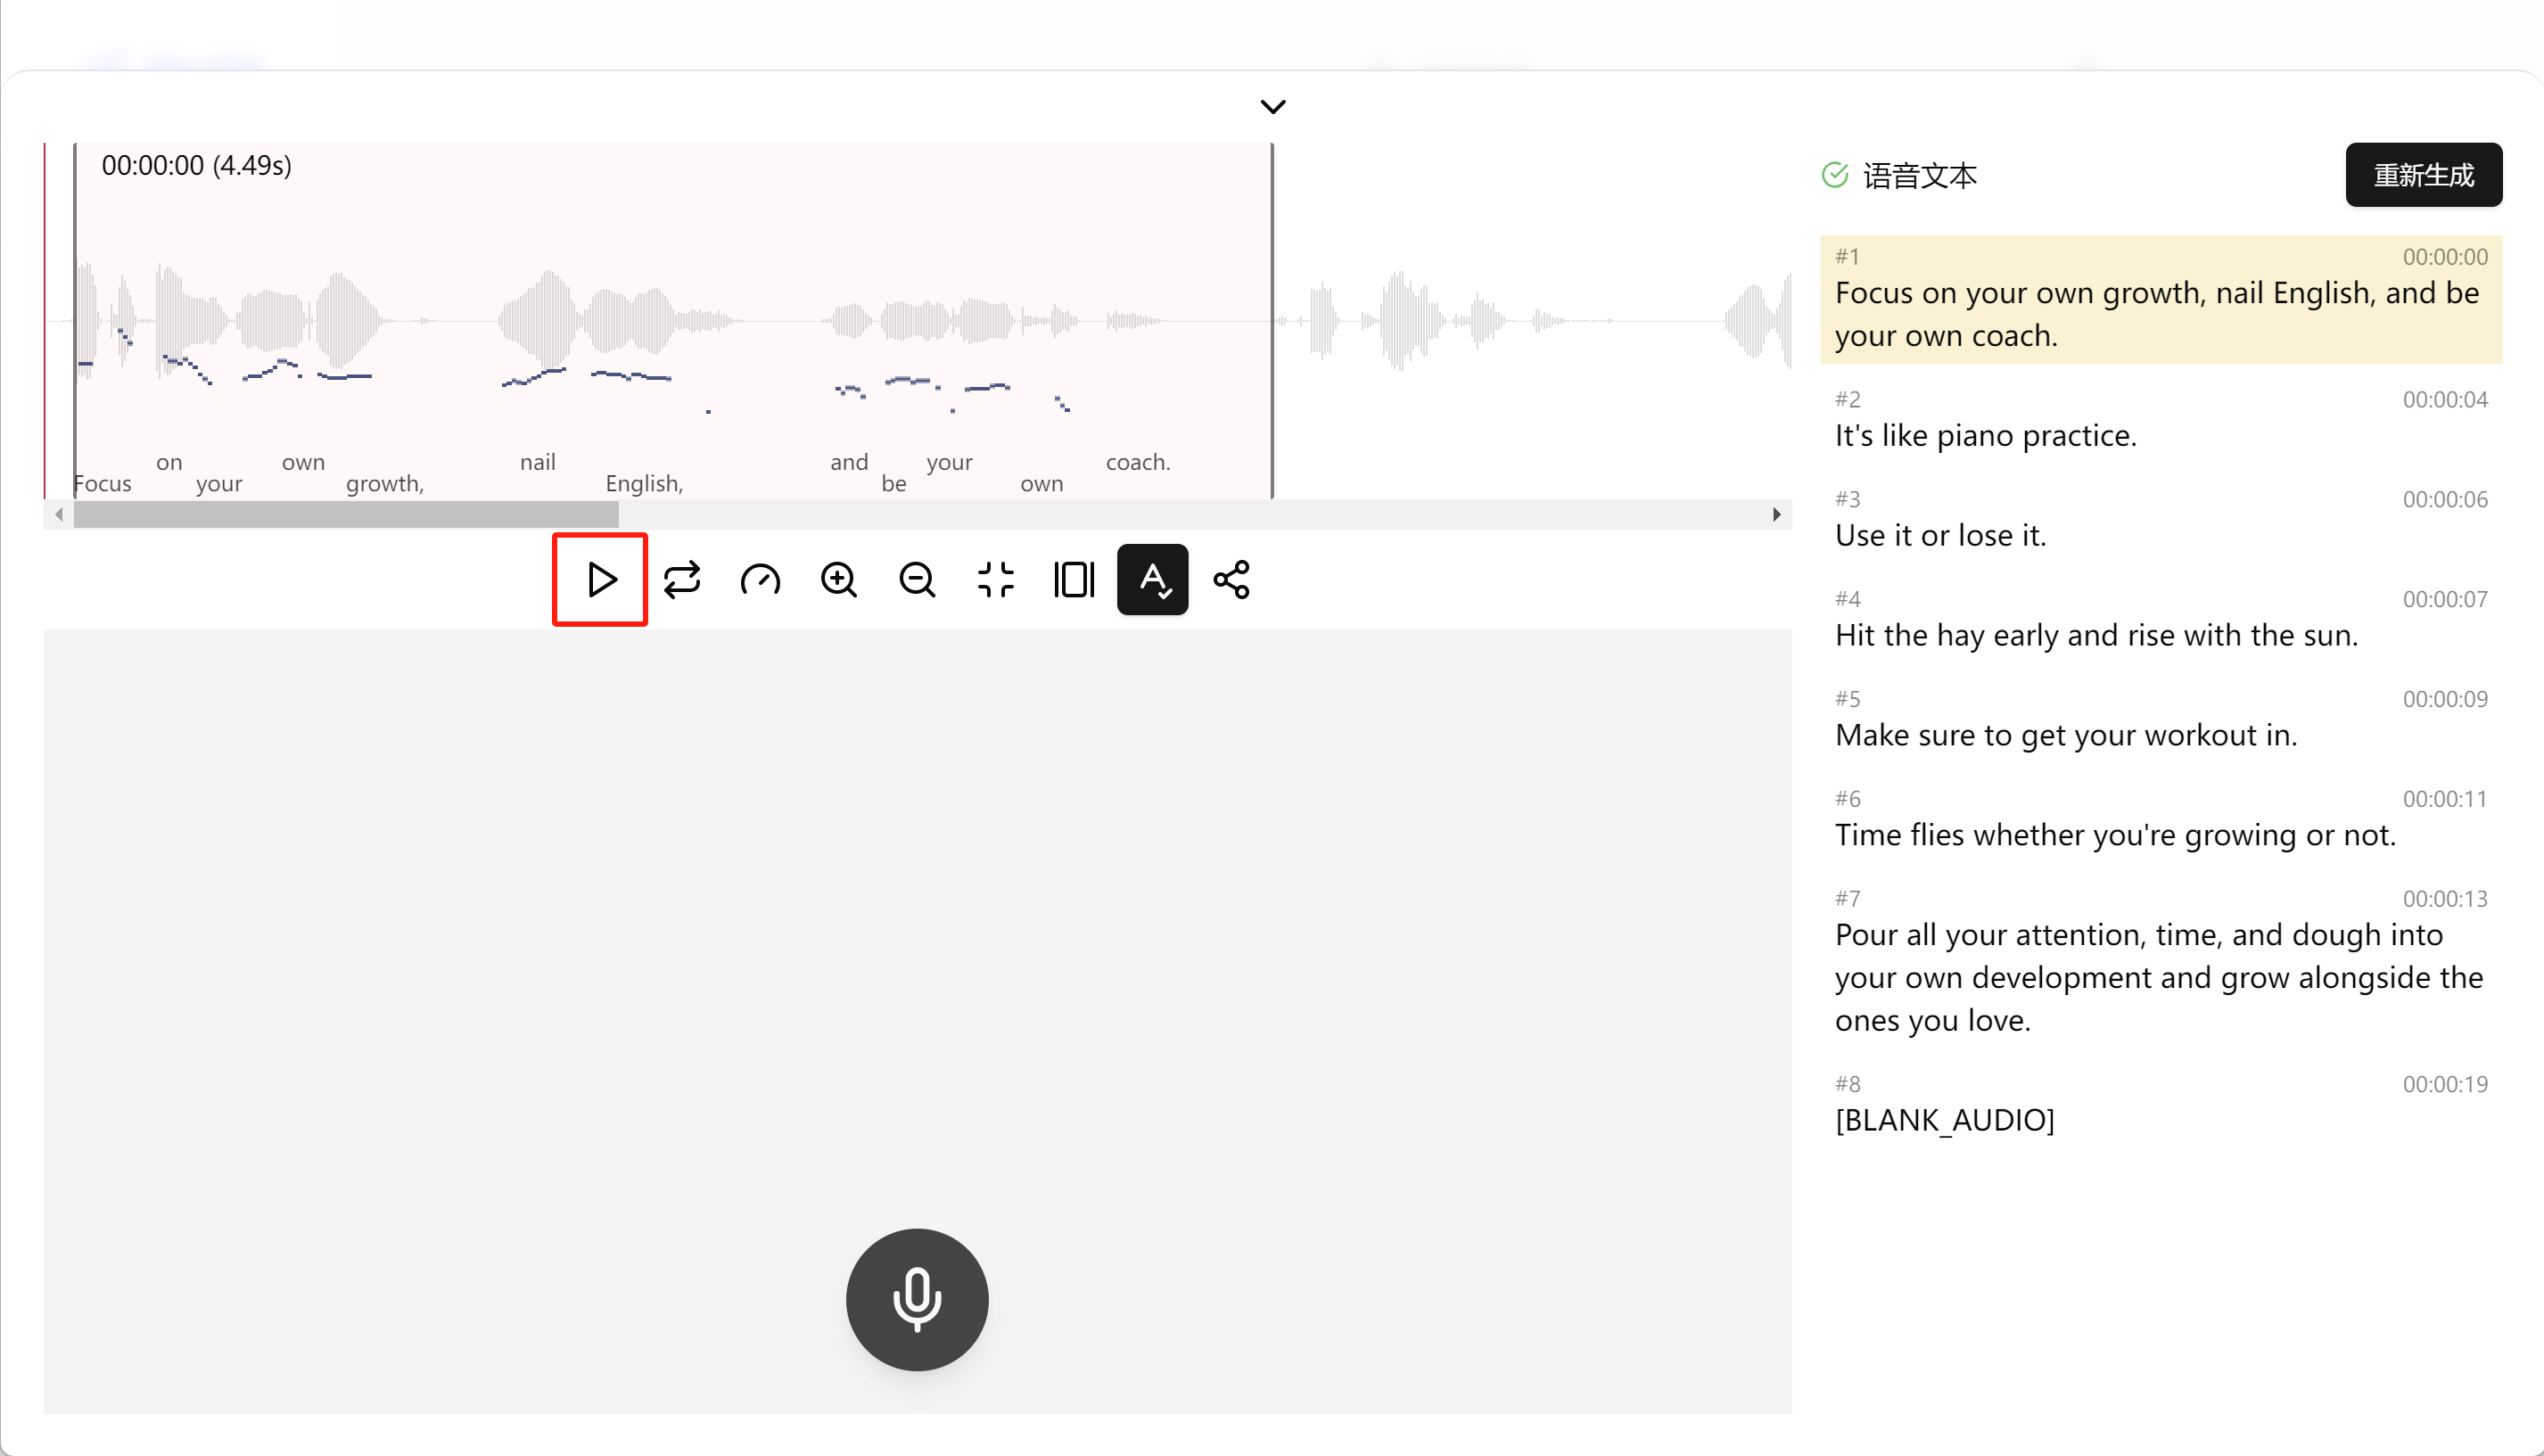 00:00:00 (4.49s)
on own nail and your coach.
Focus your growth, English, be own
语音文本
重新生成
#1 00:00:00
Focus on your own growth, nail English, and be
your own coach.
#2 00:00:04
It's like piano practice.
#3 00:00:06
Use it or lose it.
#4 00:00:07
Hit the hay early and rise with the sun.
#5 00:00:09
Make sure to get your workout in.
#6 00:00:11
Time flies whether you're growing or not.
#7 00:00:13
Pour all your attention, time, and dough into
your own development and grow alongside the
ones you love.
#8 00:00:19
[BLANK_AUDIO]